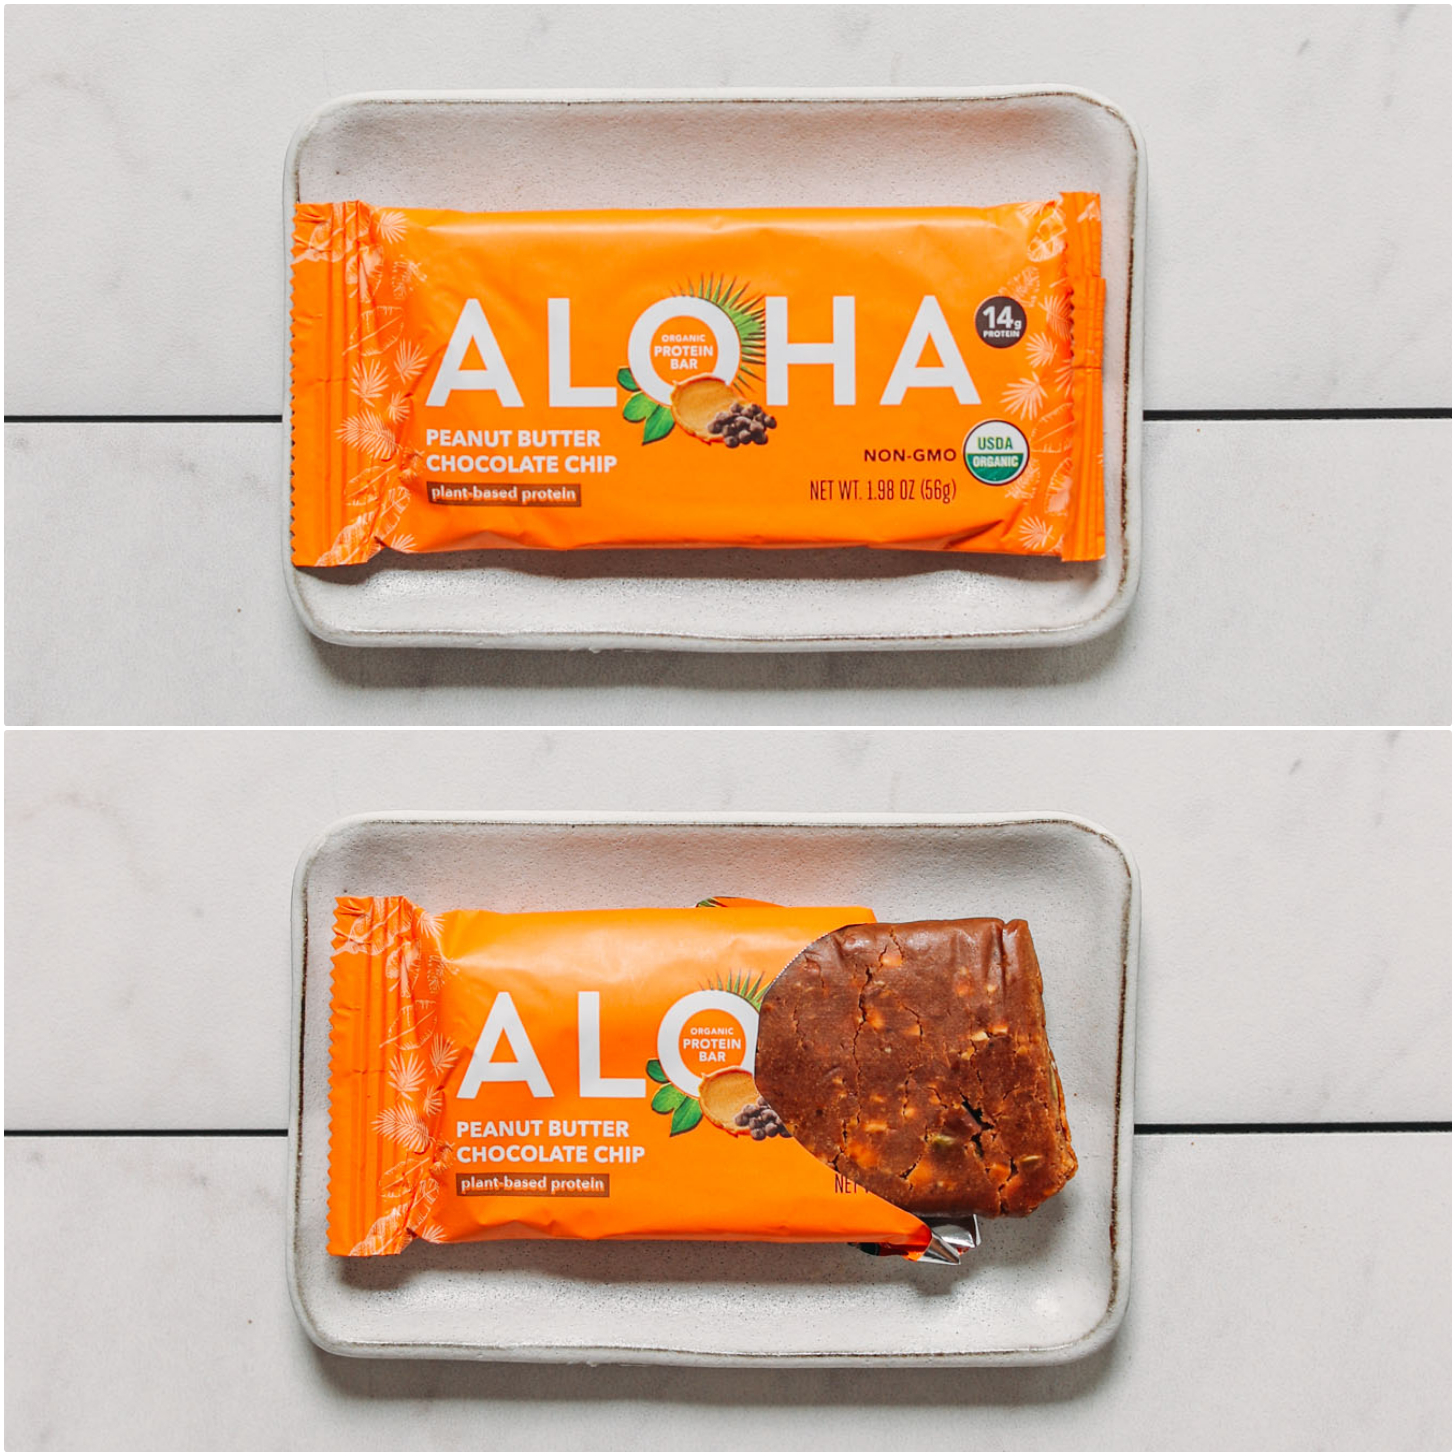 ALOHA
ORGANIC
PROTEIN
BAR
14g
PROTEIN
PEANUT BUTTER
CHOCOLATE CHIP
plant-based protein
NON-GMO
USDA
ORGANIC
NET WT. 1.98 OZ (56g)
ALO
ORGANIC
PROTEIN
BAR
PEANUT BUTTER
CHOCOLATE CHIP
plant-based protein
NET